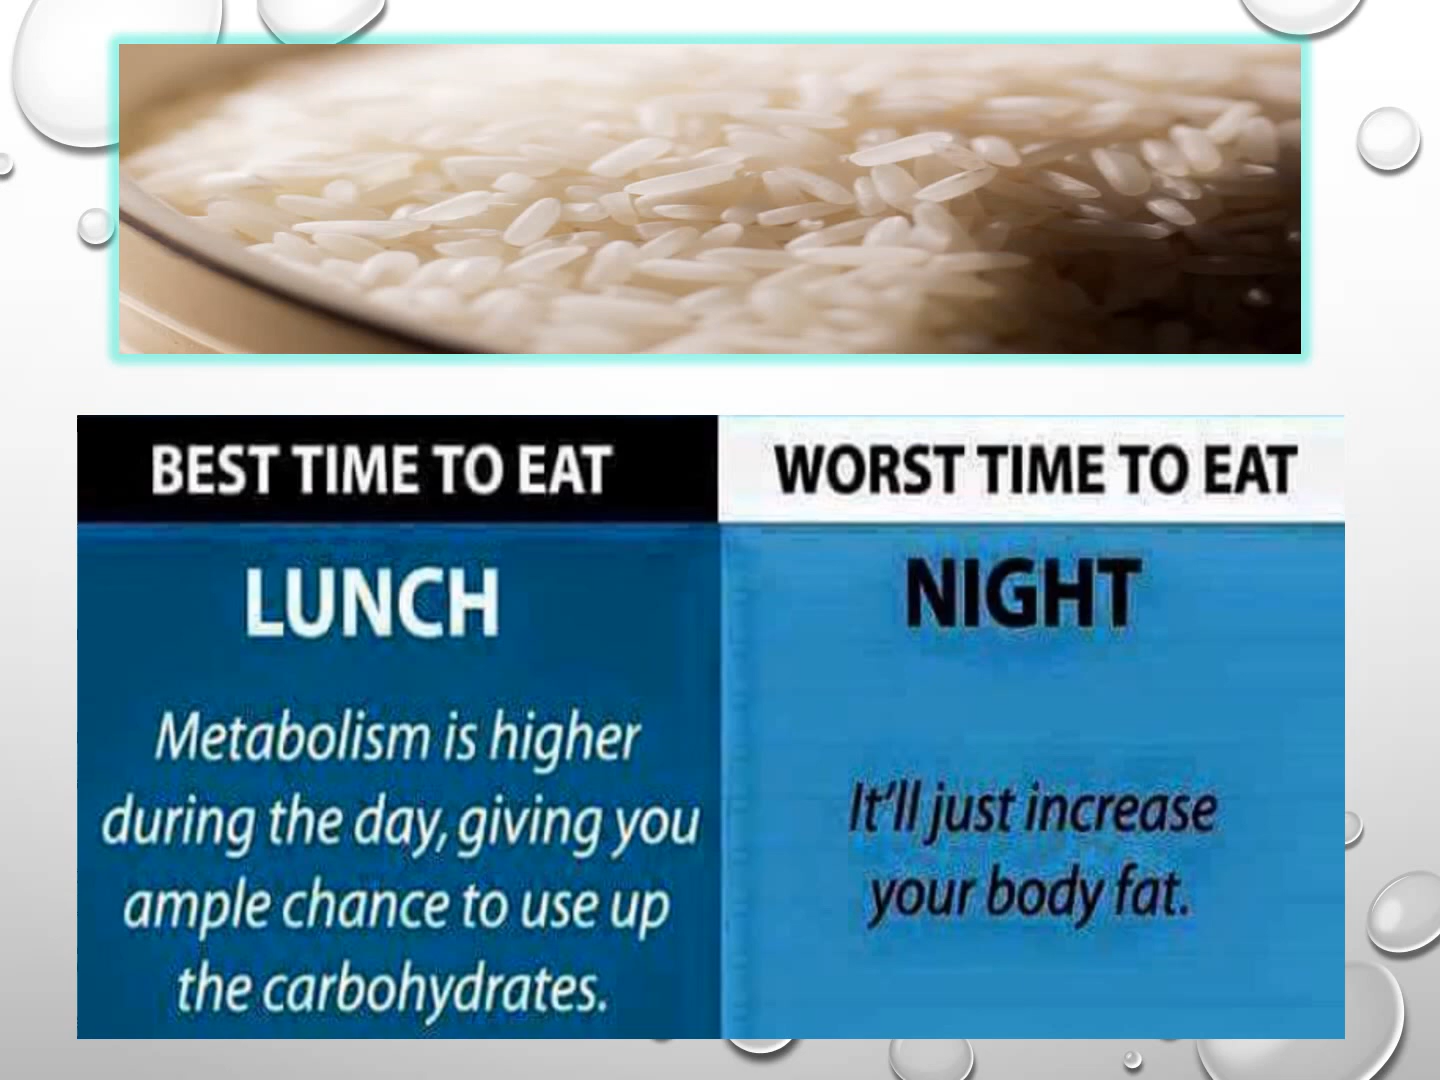 BEST TIME TO EAT
LUNCH
Metabolism is higher
during the day, giving you
ample chance to use up
the carbohydrates.
WORST TIME TO EAT
NIGHT
It'll just increase
your body fat.